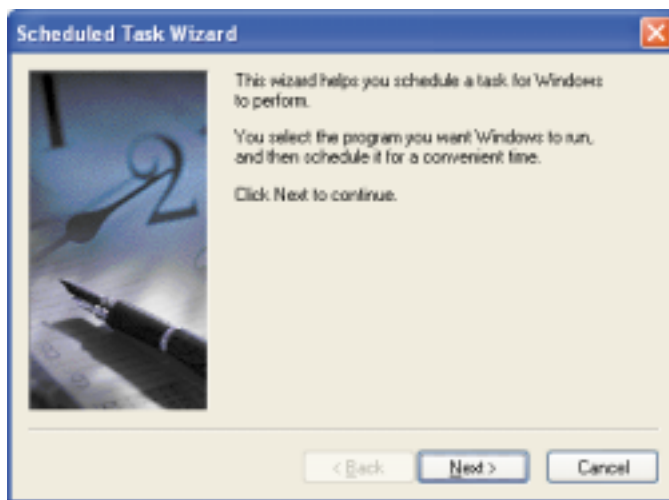 Scheduled Task Wizard
This wizard helps you schedule a task for Windows
to perform.
You select the program you want Windows to run,
and then schedule it for a convenient time.
Click Next to continue.
2
< Back
Next >
Cancel